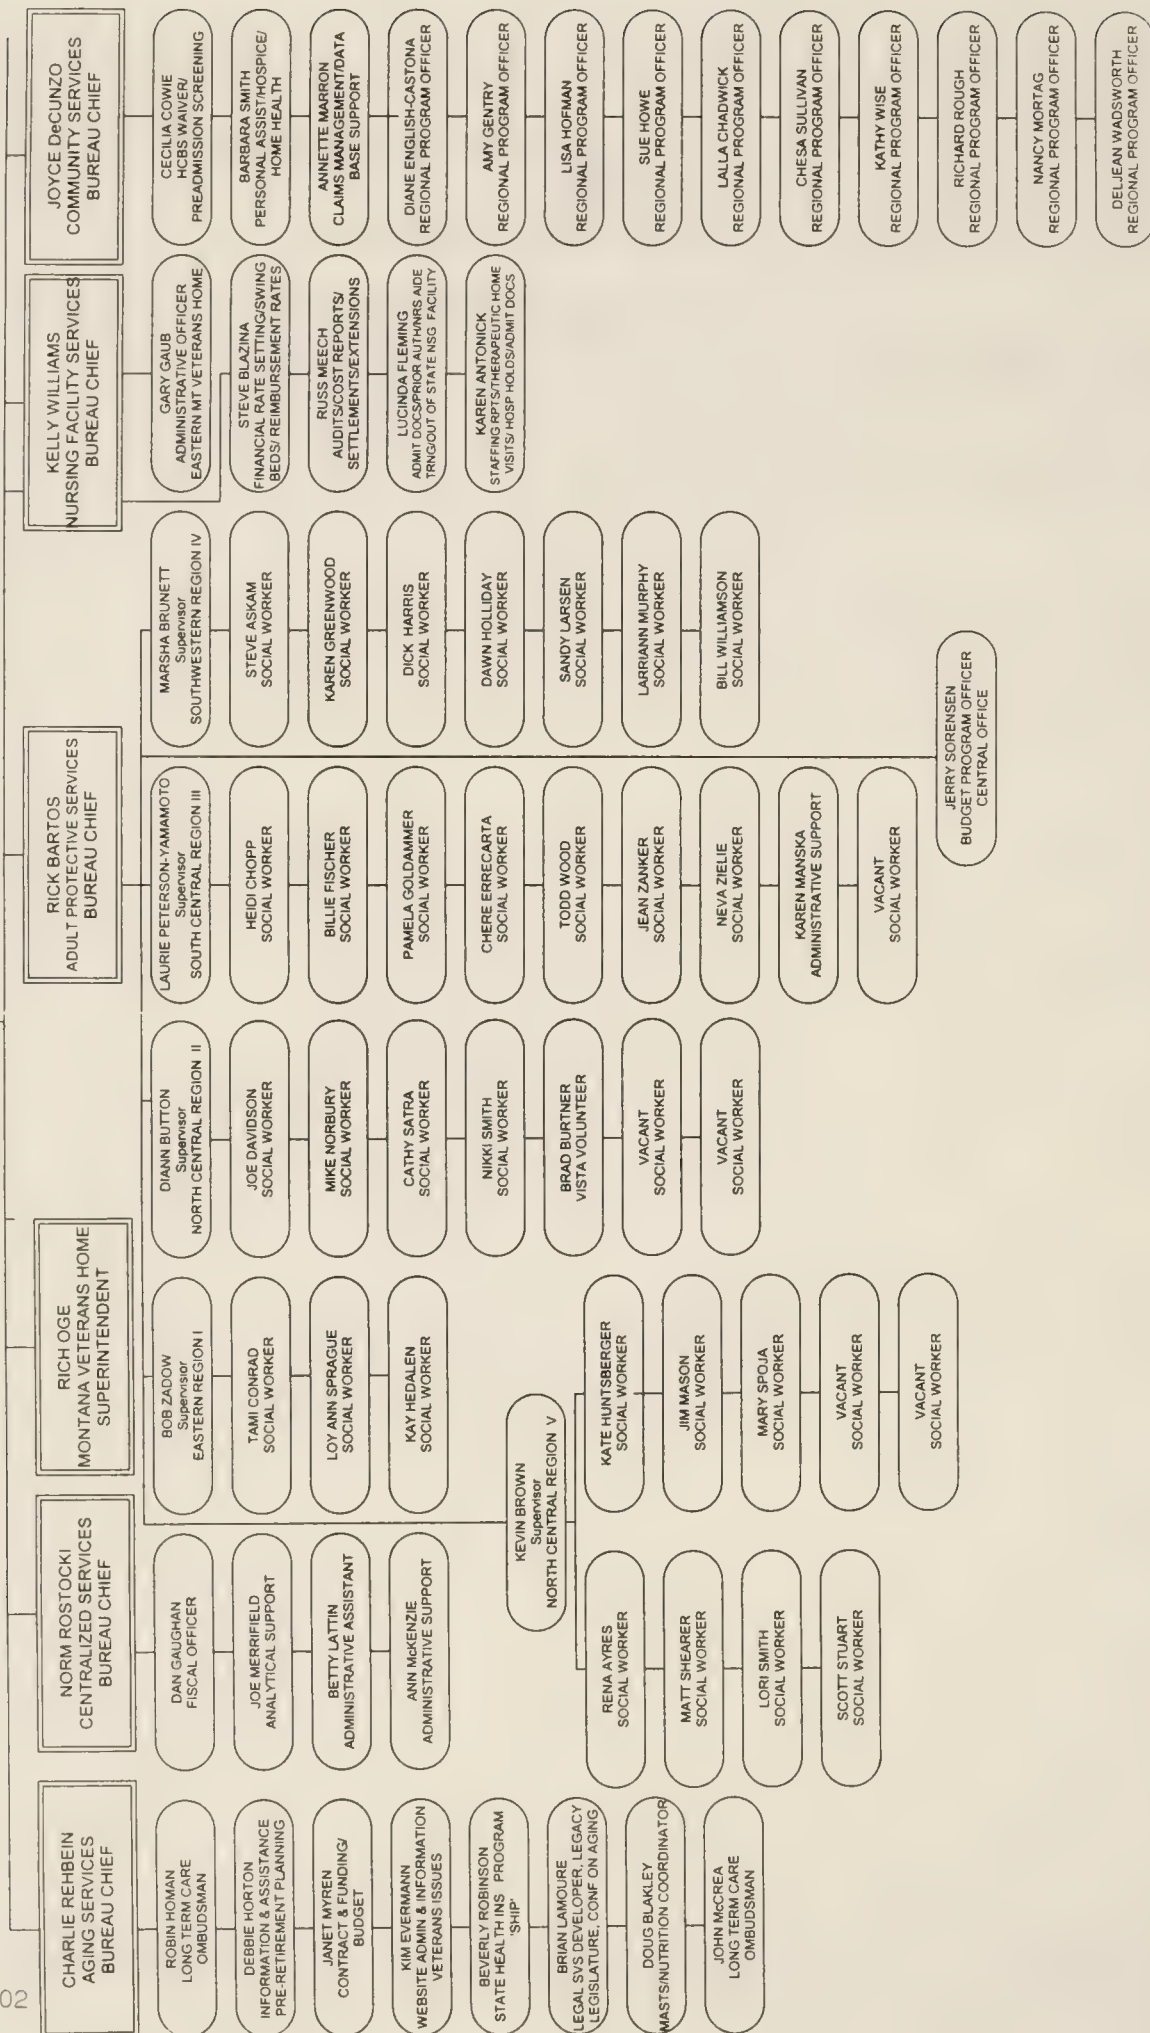 CHARLIE REHBEIN
AGING SERVICES
BUREAU CHIEF
ROBIN HOMAN
LONG TERM CARE
OMBUDSMAN
DEBBIE HORTON
INFORMATION & ASSISTANCE
PRE-RETIREMENT PLANNING
JANET MYREN
CONTRACT & FUNDING/
BUDGET
KIM EVERMANN
WEBSITE ADMIN & INFORMATION
VETERANS ISSUES
BEVERLY ROBINSON
STATE HEALTH INS PROGRAM
'SHIP'
BRIAN LAMOURE
LEGAL SVS DEVELOPER, LEGACY
LEGISLATURE, CONF ON AGING
DOUG BLAKLEY
MASTS/NUTRITION COORDINATOR
JOHN McCREA
LONG TERM CARE
OMBUDSMAN
NORM ROSTOCKI
CENTRALIZED SERVICES
BUREAU CHIEF
DAN GAUGHAN
FISCAL OFFICER
JOE MERRIFIELD
ANALYTICAL SUPPORT
BETTY LATTIN
ADMINISTRATIVE ASSISTANT
ANN McKENZIE
ADMINISTRATIVE SUPPORT
RICH OGE
MONTANA VETERANS HOME
SUPERINTENDENT
RICK BARTOS
ADULT PROTECTIVE SERVICES
BUREAU CHIEF
BOB ZADOW
Supervisor
EASTERN REGION I
TAMI CONRAD
SOCIAL WORKER
LOY ANN SPRAGUE
SOCIAL WORKER
KAY HEDALEN
SOCIAL WORKER
KEVIN BROWN
Supervisor
NORTH CENTRAL REGION V
RENA AYRES
SOCIAL WORKER
MATT SHEARER
SOCIAL WORKER
LORI SMITH
SOCIAL WORKER
SCOTT STUART
SOCIAL WORKER
KATE HUNTSBERGER
SOCIAL WORKER
JIM MASON
SOCIAL WORKER
MARY SPOJA
SOCIAL WORKER
VACANT
SOCIAL WORKER
VACANT
SOCIAL WORKER
DIANN BUTTON
Supervisor
NORTH CENTRAL REGION II
JOE DAVIDSON
SOCIAL WORKER
MIKE NORBURY
SOCIAL WORKER
CATHY SATRA
SOCIAL WORKER
NIKKI SMITH
SOCIAL WORKER
BRAD BURTNER
VISTA VOLUNTEER
VACANT
SOCIAL WORKER
VACANT
SOCIAL WORKER
LAURIE PETERSON-YAMAMOTO
Supervisor
SOUTH CENTRAL REGION III
HEIDI CHOPP
SOCIAL WORKER
BILLIE FISCHER
SOCIAL WORKER
PAMELA GOLDAMMER
SOCIAL WORKER
CHERE ERRECARTA
SOCIAL WORKER
TODD WOOD
SOCIAL WORKER
JEAN ZANKER
SOCIAL WORKER
NEVA ZIELIE
SOCIAL WORKER
KAREN MANSKA
ADMINISTRATIVE SUPPORT
VACANT
SOCIAL WORKER
JERRY SORENSEN
BUDGET PROGRAM OFFICER
CENTRAL OFFICE
MARSHA BRUNETT
Supervisor
SOUTHWESTERN REGION IV
STEVE ASKAM
SOCIAL WORKER
KAREN GREENWOOD
SOCIAL WORKER
DICK HARRIS
SOCIAL WORKER
DAWN HOLLIDAY
SOCIAL WORKER
SANDY LARSEN
SOCIAL WORKER
LARRIANN MURPHY
SOCIAL WORKER
BILL WILLIAMSON
SOCIAL WORKER
KELLY WILLIAMS
NURSING FACILITY SERVICES
BUREAU CHIEF
GARY GAUB
ADMINISTRATIVE OFFICER
EASTERN MT VETERANS HOME
STEVE BLAZINA
FINANCIAL RATE SETTING/SWING
BEDS/ REIMBURSEMENT RATES
RUSS MEECH
AUDITS/COST REPORTS/
SETTLEMENTS/EXTENSIONS
LUCINDA FLEMING
ADMIT DOCS/PRIOR AUTH/NRS AIDE
TRNG/OUT OF STATE NSG FACILITY
KAREN ANTONICK
STAFFING RPTS/THERAPEUTIC HOME
VISITS/ HOSP HOLDS/ADMIT DOCS
JOYCE DeCUNZO
COMMUNITY SERVICES
BUREAU CHIEF
CECILIA COWIE
HCBS WAIVER/
PREADMISSION SCREENING
BARBARA SMITH
PERSONAL ASSIST/HOSPICE/
HOME HEALTH
ANNETTE MARRON
CLAIMS MANAGEMENT/DATA
BASE SUPPORT
DIANE ENGLISH-CASTONA
REGIONAL PROGRAM OFFICER
AMY GENTRY
REGIONAL PROGRAM OFFICER
LISA HOFMAN
REGIONAL PROGRAM OFFICER
SUE HOWE
REGIONAL PROGRAM OFFICER
LALLA CHADWICK
REGIONAL PROGRAM OFFICER
CHESA SULLIVAN
REGIONAL PROGRAM OFFICER
KATHY WISE
REGIONAL PROGRAM OFFICER
RICHARD ROUGH
REGIONAL PROGRAM OFFICER
NANCY MORTAG
REGIONAL PROGRAM OFFICER
DELJEAN WADSWORTH
REGIONAL PROGRAM OFFICER
02